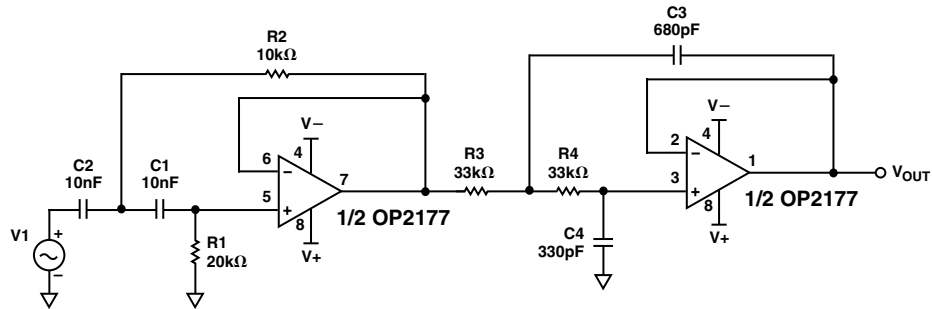 C3
680pF
R2
10kΩ
V–
V–
C2
10nF
C1
10nF
6
4
R3
33kΩ
R4
33kΩ
2
4
–
–
7
1
VOUT
5
+
3
+
1/2 OP2177
1/2 OP2177
8
8
V1
+
–
R1
20kΩ
V+
C4
330pF
V+